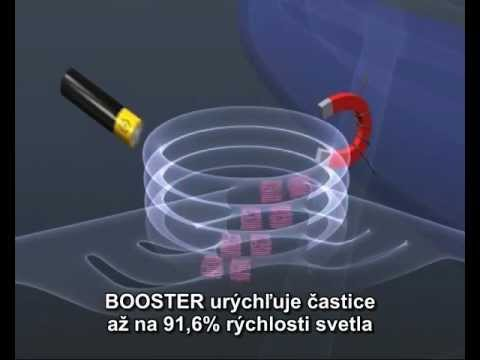 BOOSTER urýchľuje častice
až na 91,6% rýchlosti svetla